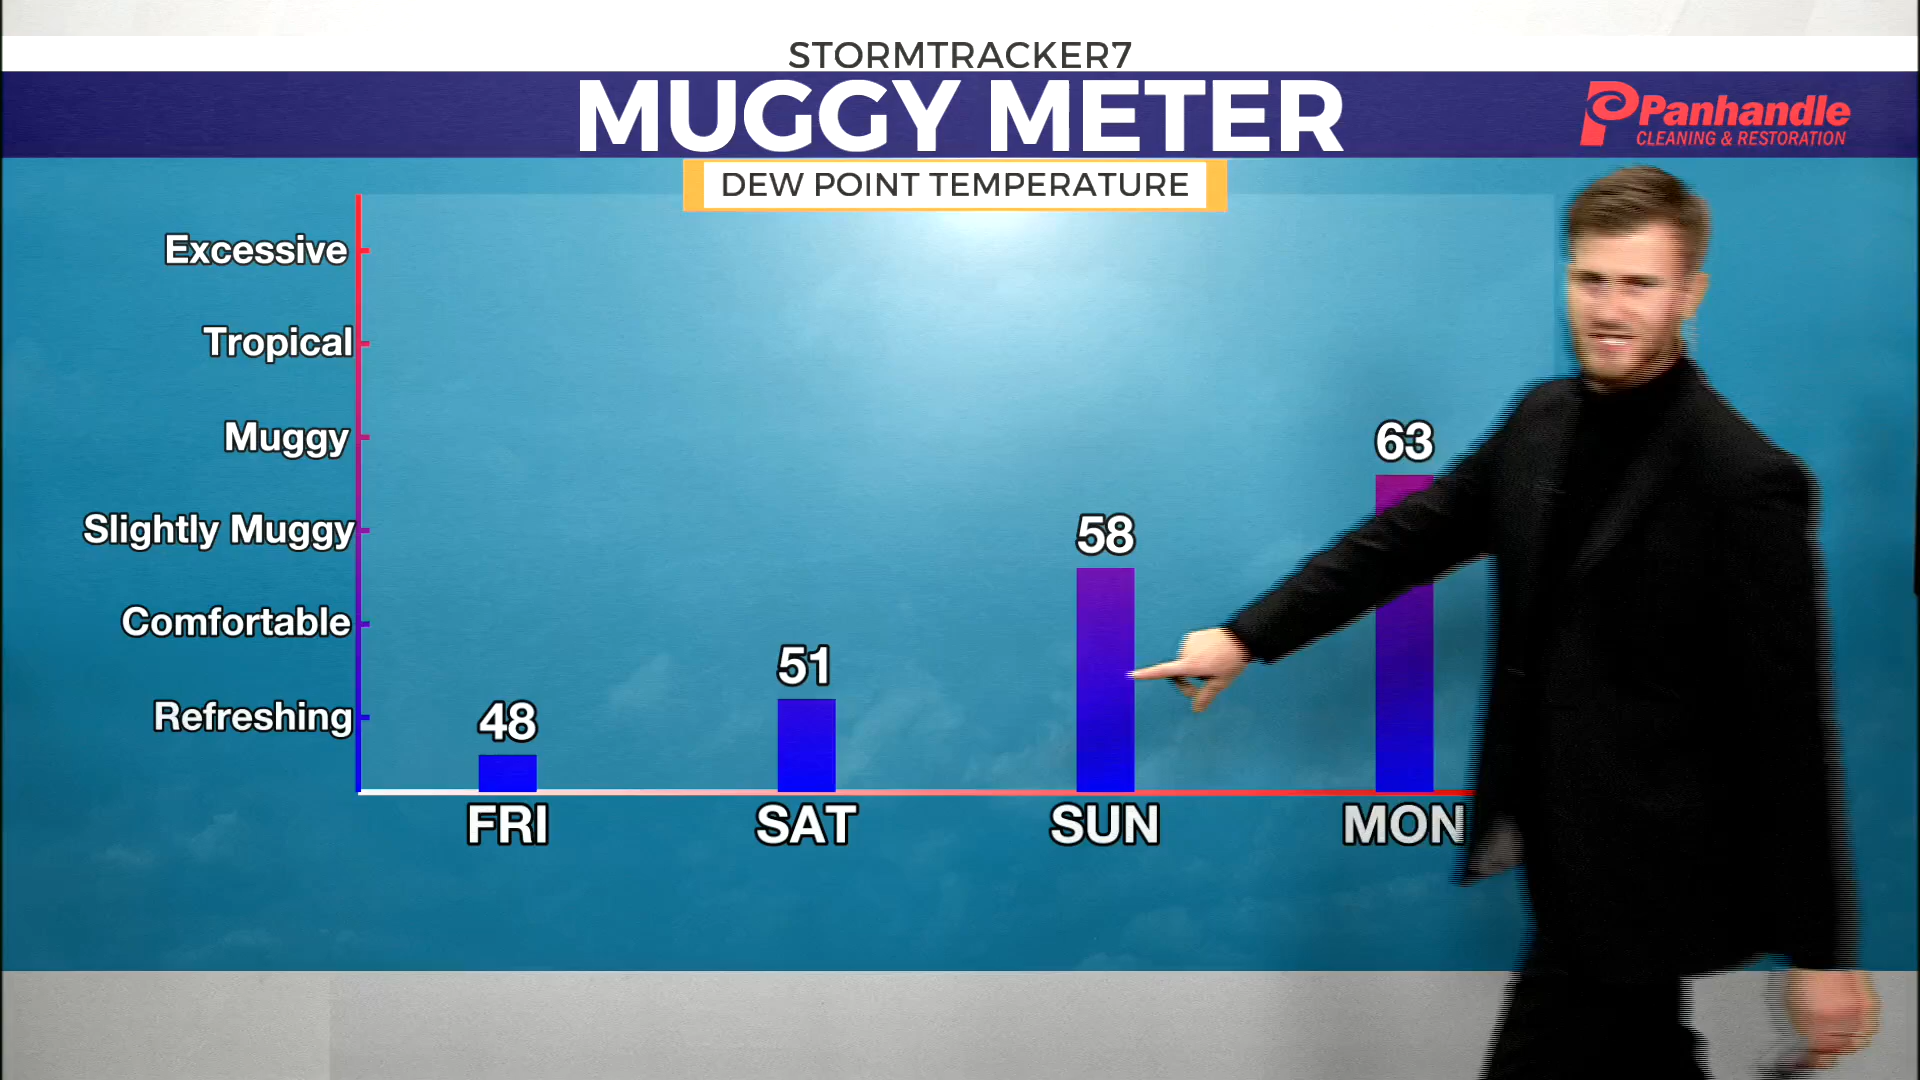 STORMTRACKER7
MUGGY METER
Panhandle
CLEANING & RESTORATION
DEW POINT TEMPERATURE
Excessive
Tropical
Muggy
Slightly Muggy
Comfortable
Refreshing
48
51
58
63
FRI
SAT
SUN
MON